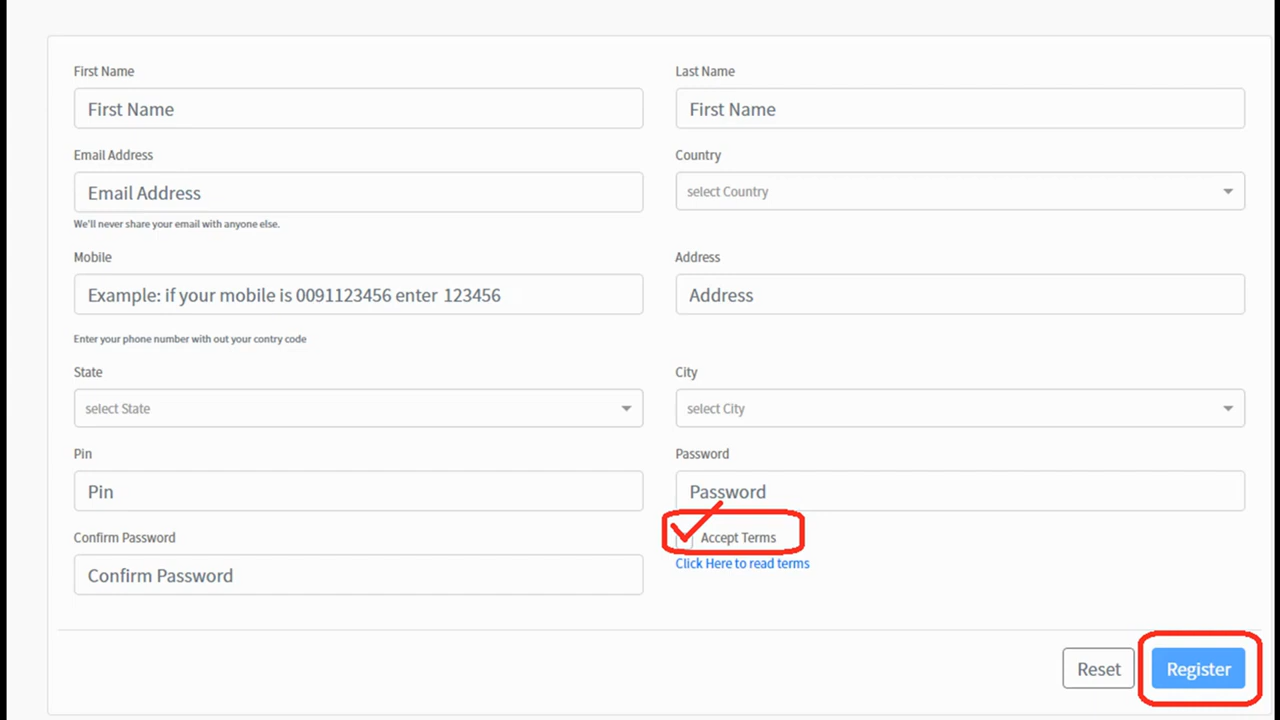 First Name
Last Name
First Name
First Name
Email Address
Country
Email Address
select Country
We'll never share your email with anyone else.
Mobile
Address
Example: if your mobile is 0091123456 enter 123456
Address
Enter your phone number with out your contry code
State
City
select State
select City
Pin
Password
Pin
Password
Confirm Password
Accept Terms
Confirm Password
Click Here to read terms
Reset
Register